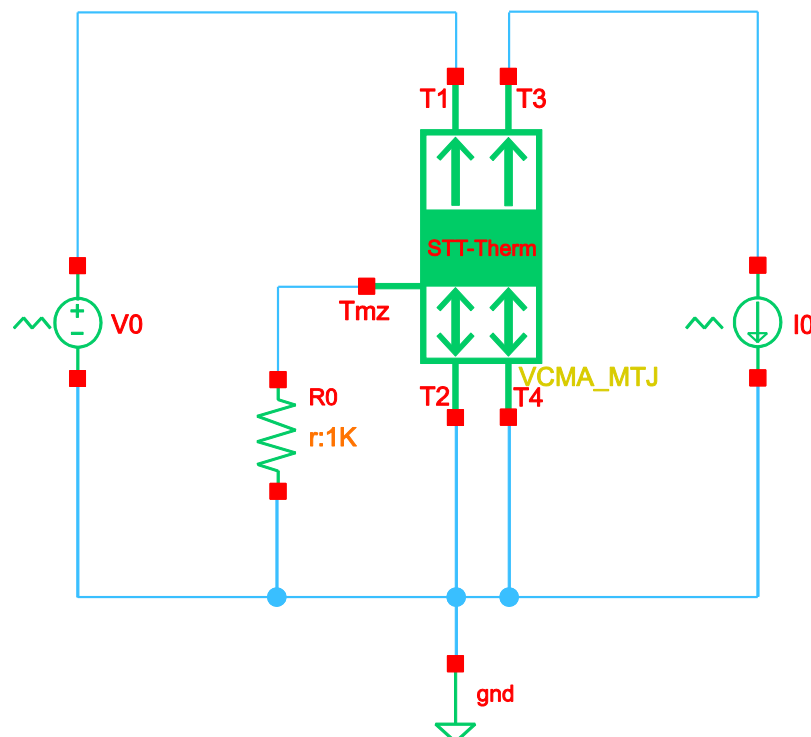 T1
T3
STT-Therm
Tmz
V0
I0
VCMA_MTJ
R0
T2
T4
r:1K
gnd